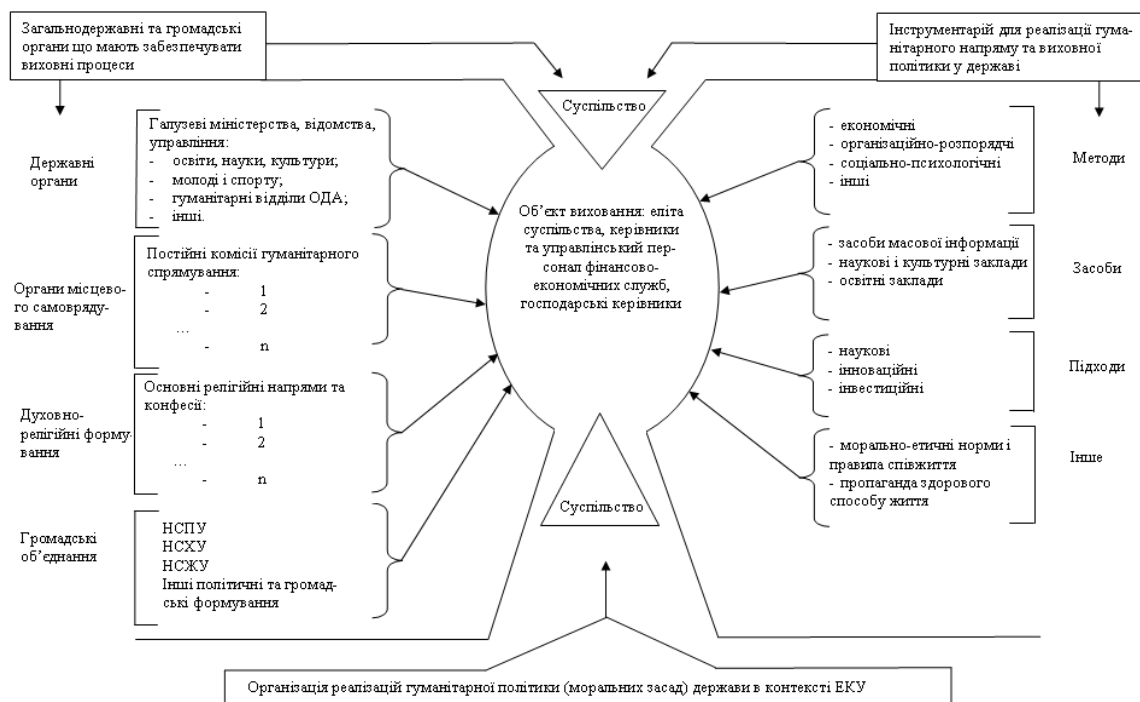 Загальнодержавні та громадські
органи що мають забезпечувати
виховні процеси
Інструментарій для реалізації гума-
нітарного напряму та виховної
політики у державі
Суспільство
Державні
органи
Галузеві міністерства, відомства,
управління:
- освіти, науки, культури;
- молоді і спорту;
- гуманітарні відділи ОДА;
- інші.
Органи місцево-
го самовряду-
вання
Постійні комісії гуманітарного
спрямування:
- 1
- 2
...
- n
Духовно-
релігійні форму-
вання
Основні релігійні напрями та
конфесії:
- 1
- 2
...
- n
Громадські
об’єднання
НСПУ
НСХУ
НСЖУ
Інші політичні та громад-
ські формування
Об’єкт виховання: еліта
суспільства, керівники
та управлінський пер-
сонал фінансово-
економічних служб,
господарські керівники
- економічні
- організаційно-розпорядчі
- соціально-психологічні
- інші
Методи
- засоби масової інформації
- наукові і культурні заклади
- освітні заклади
Засоби
- наукові
- інноваційні
- інвестиційні
Підходи
- морально-етичні норми і
правила співжиття
- пропаганда здорового
способу життя
Інше
Суспільство
Організація реалізацій гуманітарної політики (моральних засад) держави в контексті ЕКУ